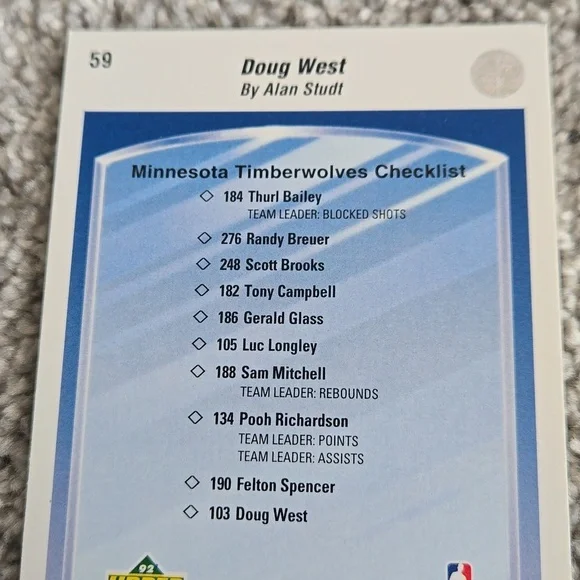 59
Doug West
By Alan Studt
Minnesota Timberwolves Checklist
184 Thurl Bailey
TEAM LEADER: BLOCKED SHOTS
276 Randy Breuer
248 Scott Brooks
182 Tony Campbell
186 Gerald Glass
105 Luc Longley
188 Sam Mitchell
TEAM LEADER: REBOUNDS
134 Pooh Richardson
TEAM LEADER: POINTS
TEAM LEADER: ASSISTS
190 Felton Spencer
103 Doug West
92
UPPER